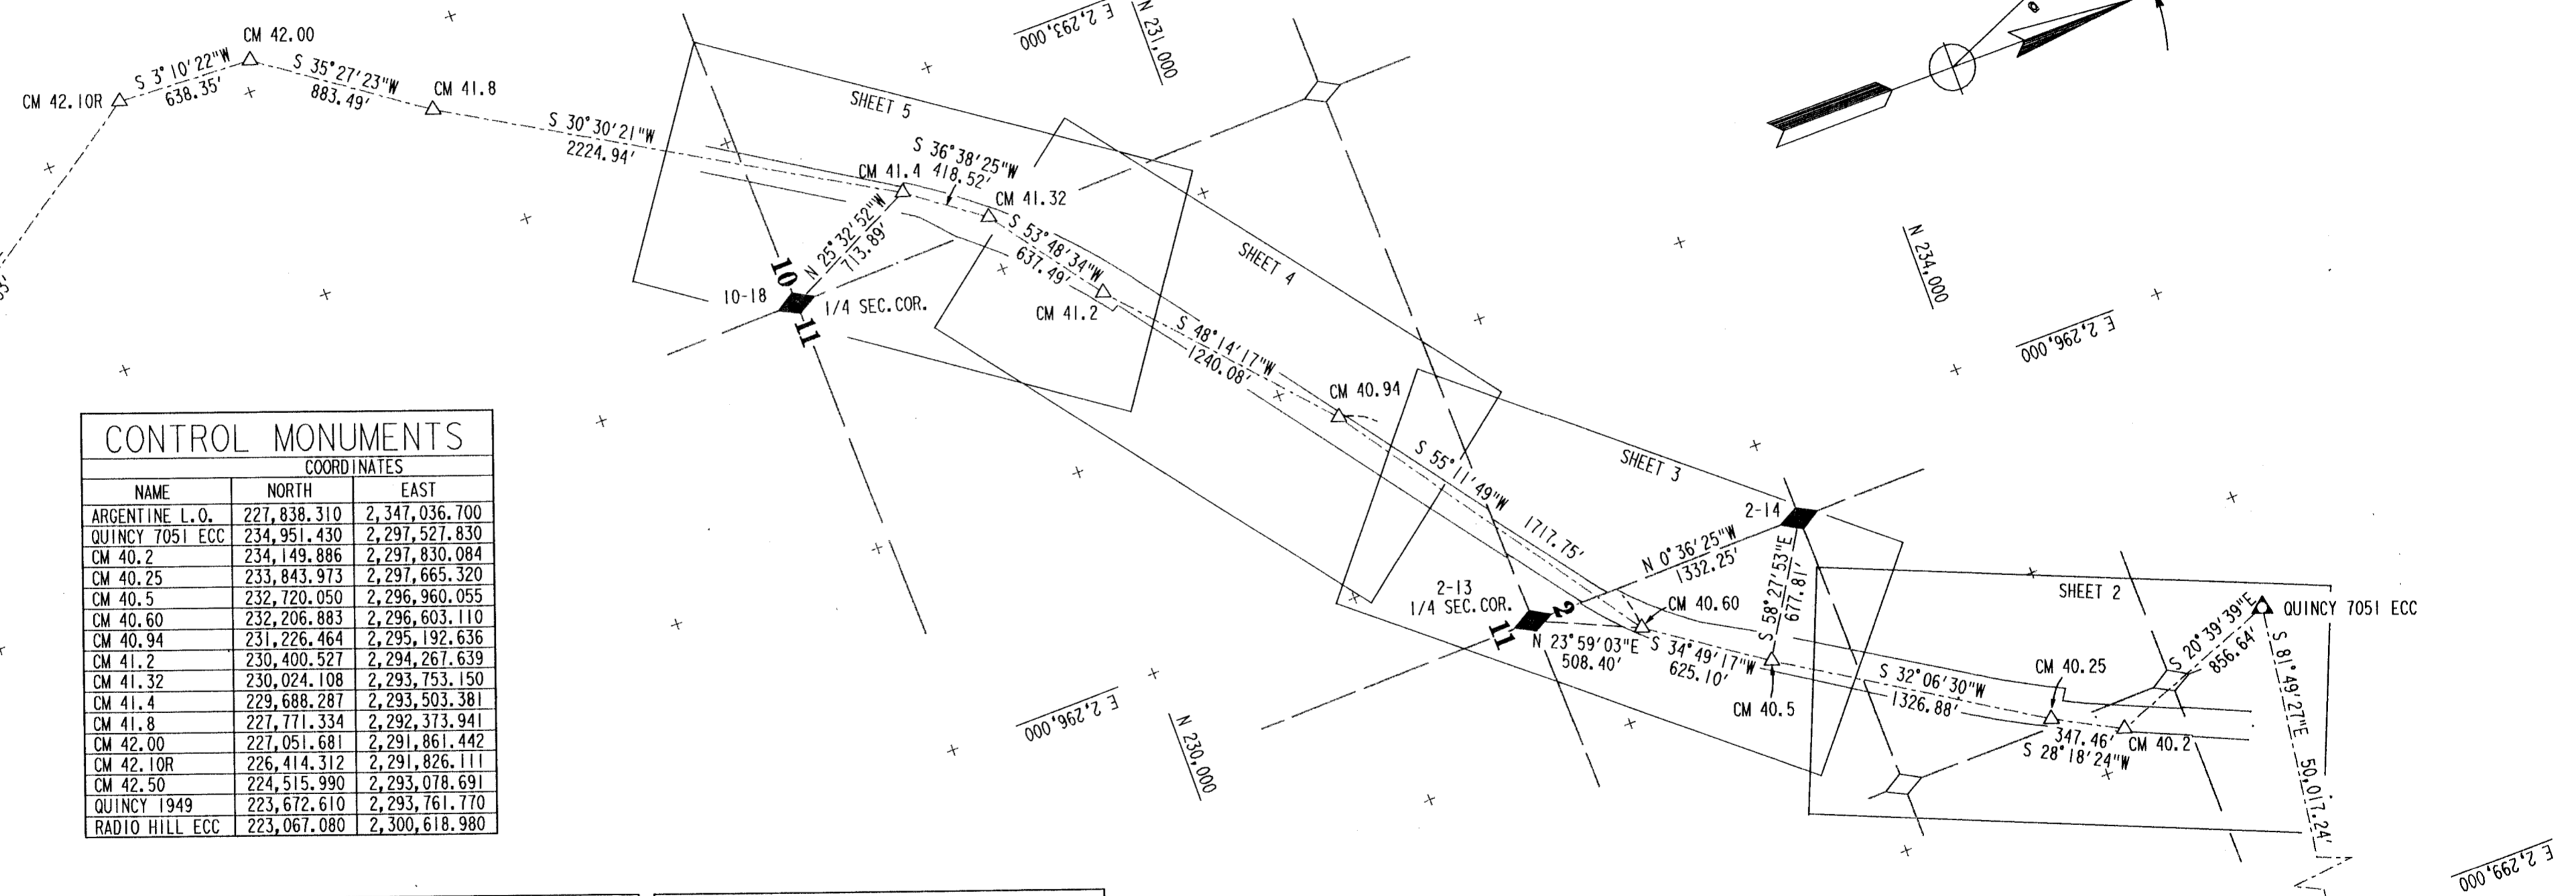 CM 42.00
CM 42.10R
S 3°10'22"W
638.35'
S 35°27'23"W
883.49'
CM 41.8
S 30°30'21"W
2224.94'
SHEET 5
E 2,293,000
N 231,000
S 36°38'25"W
418.52'
CM 41.4
CM 41.32
N 25°32'52"W
713.89'
S 53°48'34"W
637.49'
SHEET 4
10
10-18
1/4 SEC.COR.
11
CM 41.2
S 48°14'17"W
1240.08'
CM 40.94
N 234,000
E 2,296,000
S 55°11'49"W
1717.75'
SHEET 3
2-14
N 0°36'25"W
1332.25'
2-13
1/4 SEC.COR.
2
11
CM 40.60
S 58°27'53"E
677.81'
N 23°59'03"E
508.40'
S 34°49'17"W
625.10'
CM 40.5
SHEET 2
QUINCY 7051 ECC
S 20°39'39"E
856.64'
S 81°49'27"E
50,017.24'
CM 40.25
S 32°06'30"W
1326.88'
347.46'
S 28°18'24"W
CM 40.2
E 2,296,000
N 230,000
E 2,299,000
CONTROL MONUMENTS
COORDINATES
NAME NORTH EAST
ARGENTINE L.O. 227,838.310 2,347,036.700
QUINCY 7051 ECC 234,951.430 2,297,527.830
CM 40.2 234,149.886 2,297,830.084
CM 40.25 233,843.973 2,297,665.320
CM 40.5 232,720.050 2,296,960.055
CM 40.60 232,206.883 2,296,603.110
CM 40.94 231,226.464 2,295,192.636
CM 41.2 230,400.527 2,294,267.639
CM 41.32 230,024.108 2,293,753.150
CM 41.4 229,688.287 2,293,503.381
CM 41.8 227,771.334 2,292,373.941
CM 42.00 227,051.681 2,291,861.442
CM 42.10R 226,414.312 2,291,826.111
CM 42.50 224,515.990 2,293,078.691
QUINCY 1949 223,672.610 2,293,761.770
RADIO HILL ECC 223,067.080 2,300,618.980